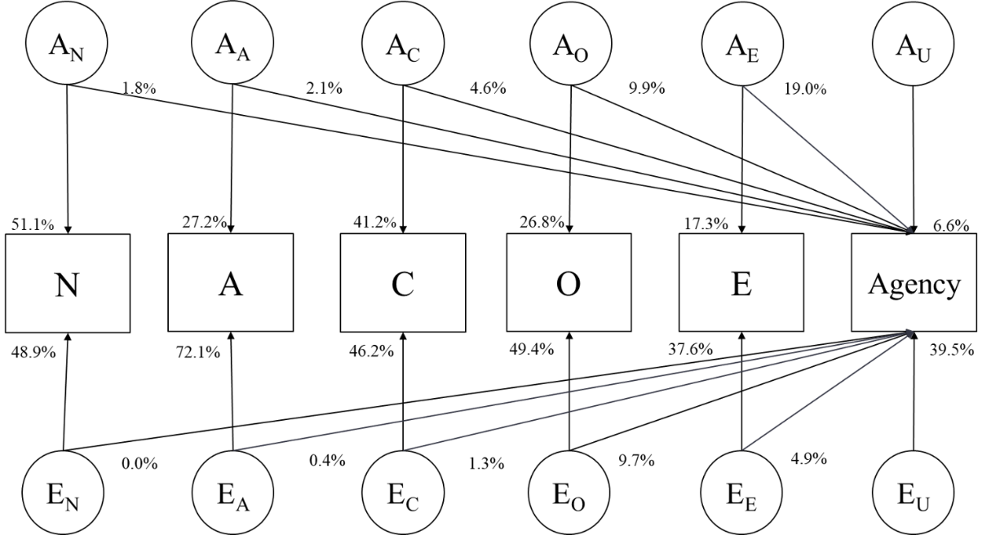 A_N A_A A_C A_O A_E A_U
1.8% 2.1% 4.6% 9.9% 19.0%
51.1% 27.2% 41.2% 26.8% 17.3% 6.6%
N A C O E Agency
48.9% 72.1% 46.2% 49.4% 37.6% 39.5%
0.0% 0.4% 1.3% 9.7% 4.9%
E_N E_A E_C E_O E_E E_U